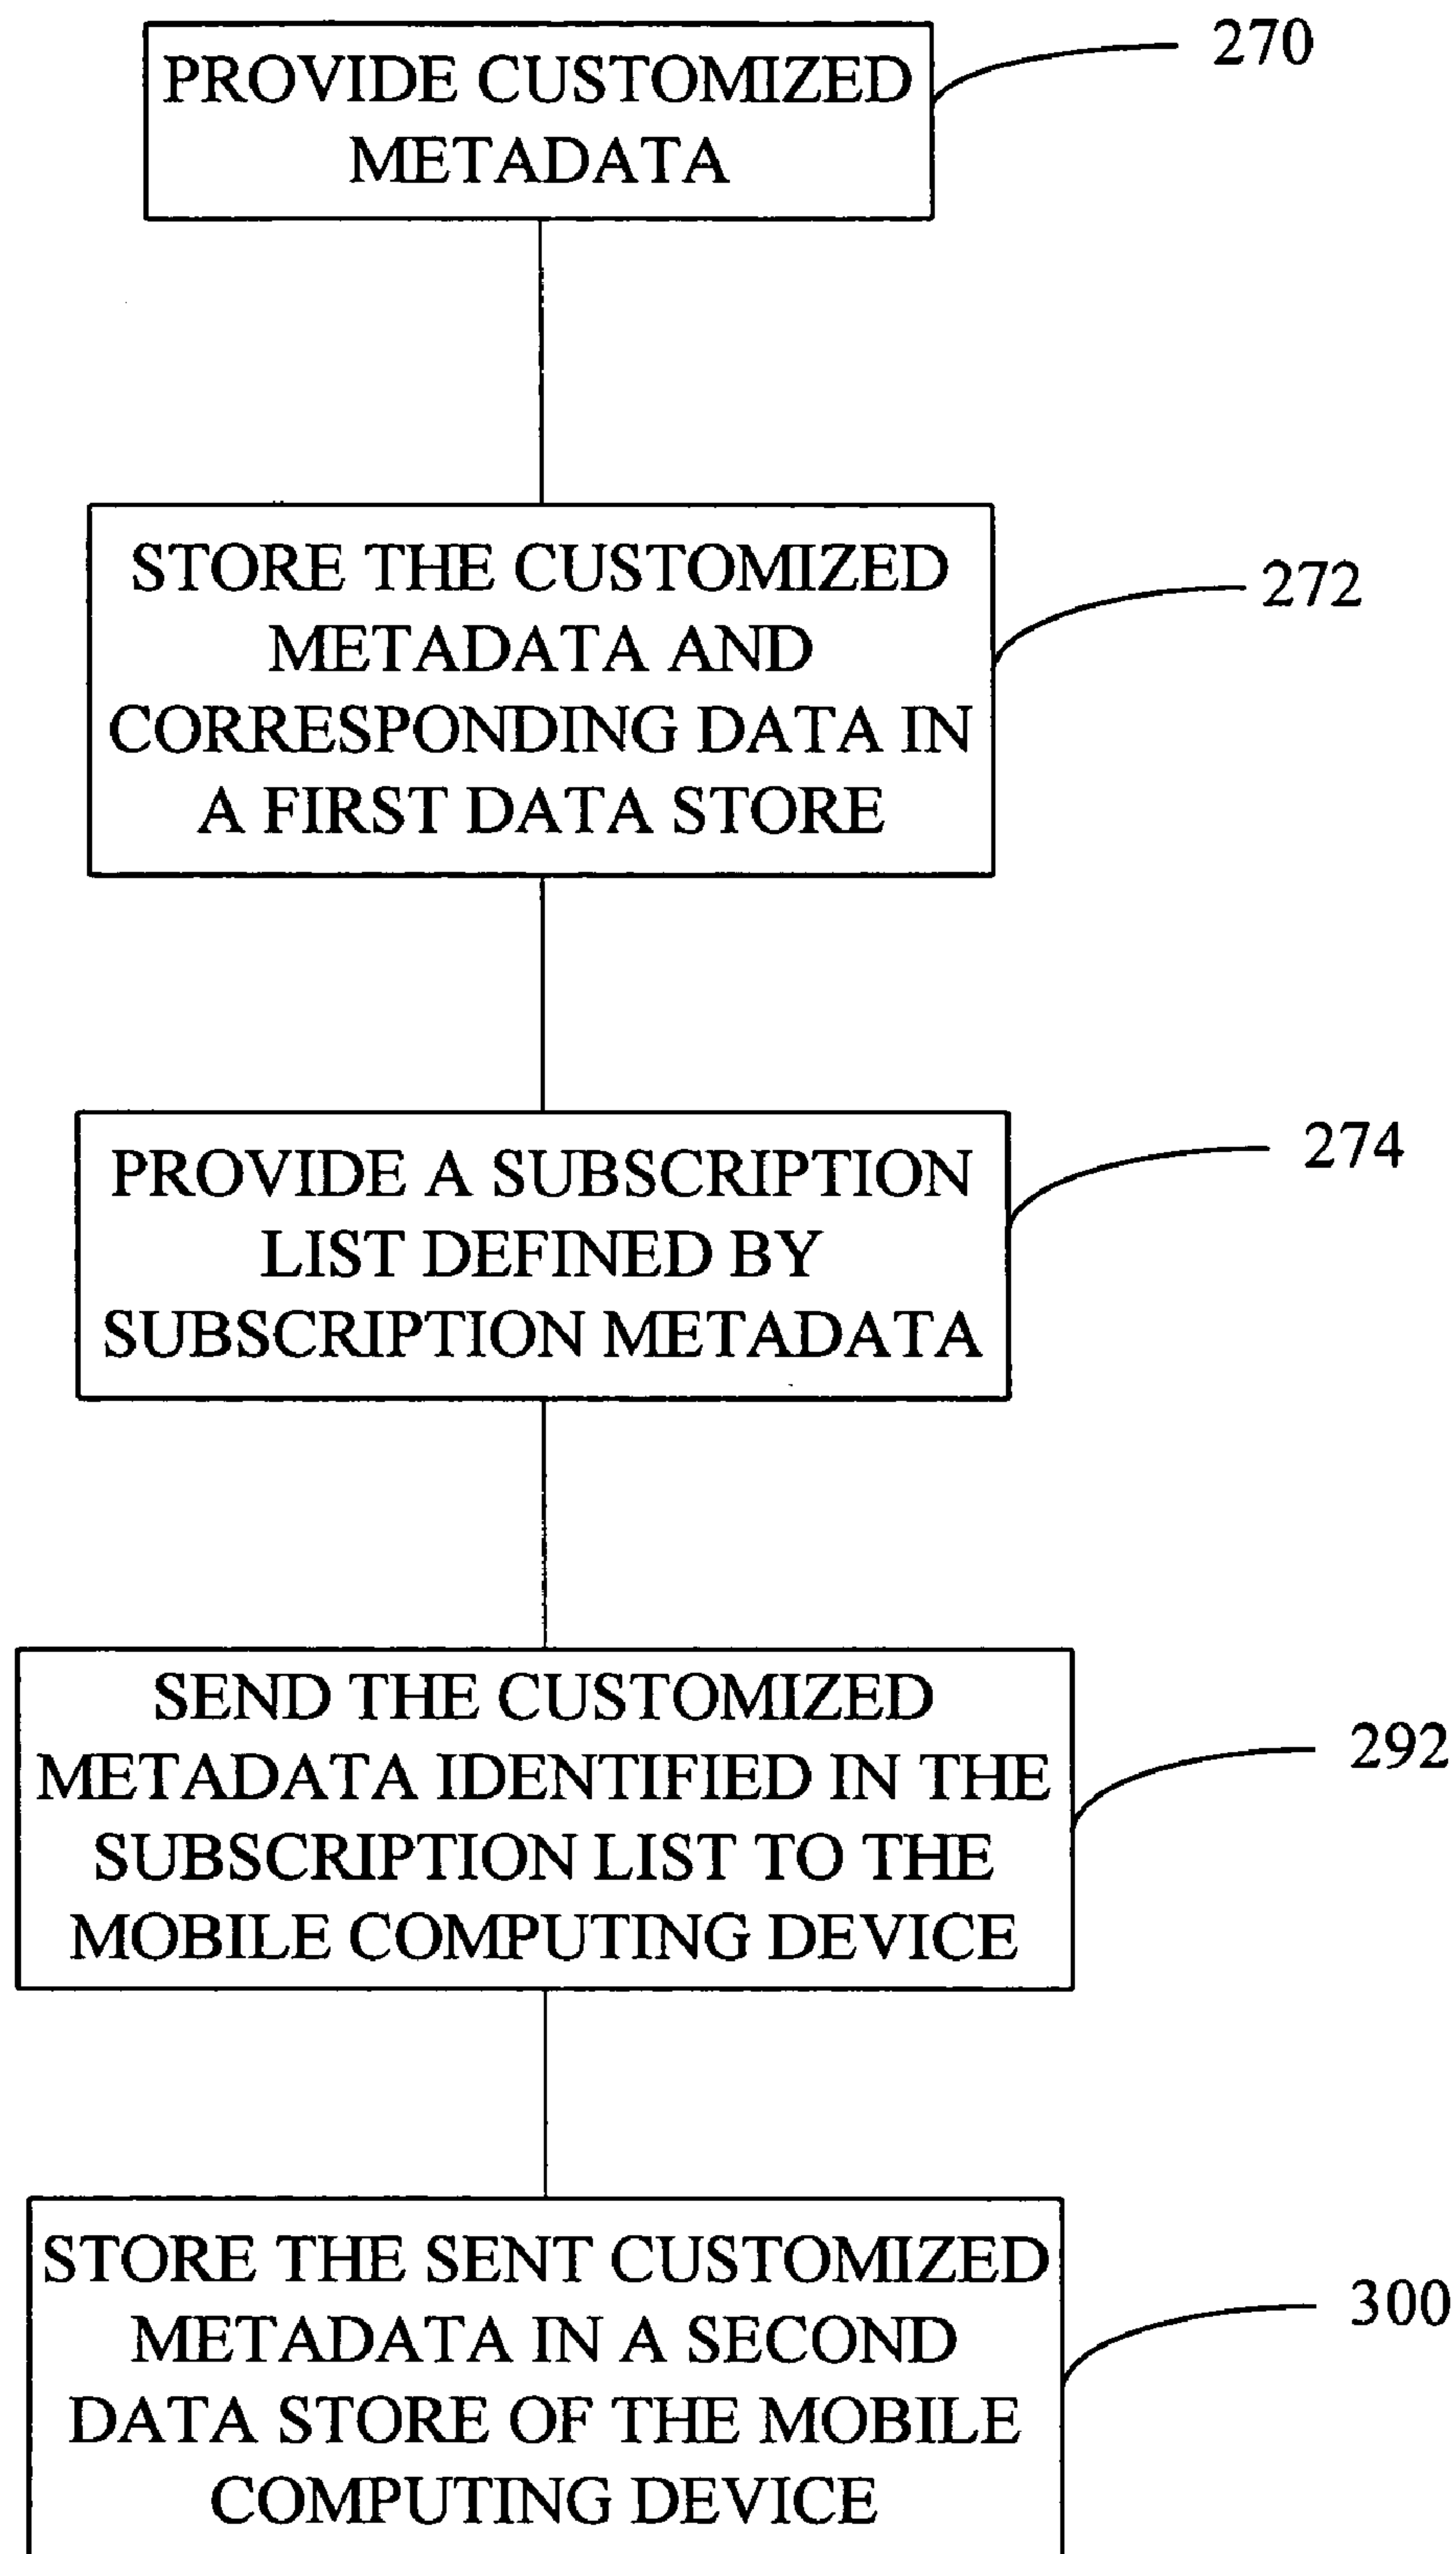 PROVIDE CUSTOMIZED
METADATA
270
STORE THE CUSTOMIZED
METADATA AND
CORRESPONDING DATA IN
A FIRST DATA STORE
272
PROVIDE A SUBSCRIPTION
LIST DEFINED BY
SUBSCRIPTION METADATA
274
SEND THE CUSTOMIZED
METADATA IDENTIFIED IN THE
SUBSCRIPTION LIST TO THE
MOBILE COMPUTING DEVICE
292
STORE THE SENT CUSTOMIZED
METADATA IN A SECOND
DATA STORE OF THE MOBILE
COMPUTING DEVICE
300